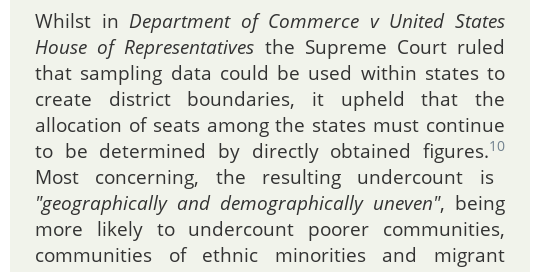 Whilst in Department of Commerce v United States
House of Representatives the Supreme Court ruled
that sampling data could be used within states to
create district boundaries, it upheld that the
allocation of seats among the states must continue
to be determined by directly obtained figures.10
Most concerning, the resulting undercount is
"geographically and demographically uneven", being
more likely to undercount poorer communities,
communities of ethnic minorities and migrant